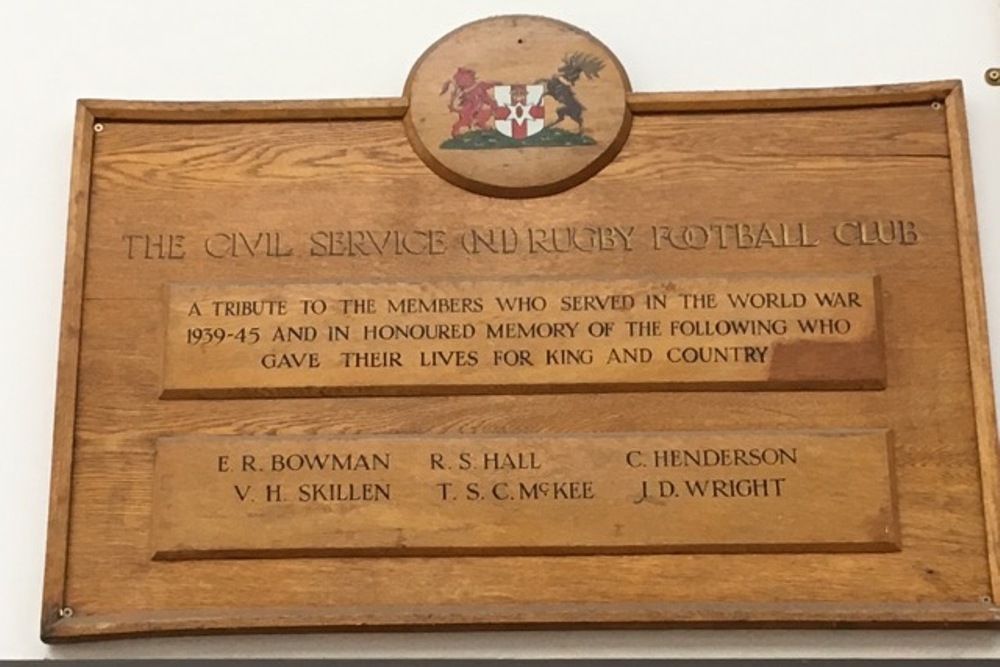 THE CIVIL SERVICE (N.I) RUGBY FOOTBALL CLUB
A TRIBUTE TO THE MEMBERS WHO SERVED IN THE WORLD WAR
1939-45 AND IN HONOURED MEMORY OF THE FOLLOWING WHO
GAVE THEIR LIVES FOR KING AND COUNTRY
E. R. BOWMAN R. S. HALL C. HENDERSON
V. H. SKILLEN T. S. C. McKEE J. D. WRIGHT